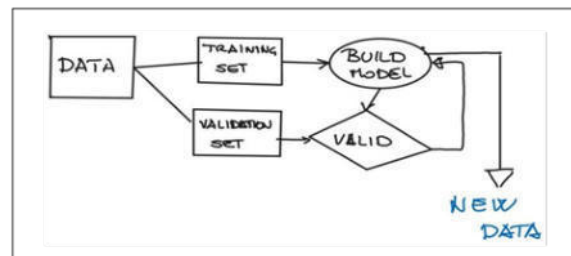 DATA
TRAINING
SET
BUILD
MODEL
VALIDATION
SET
VALID
NEW
DATA